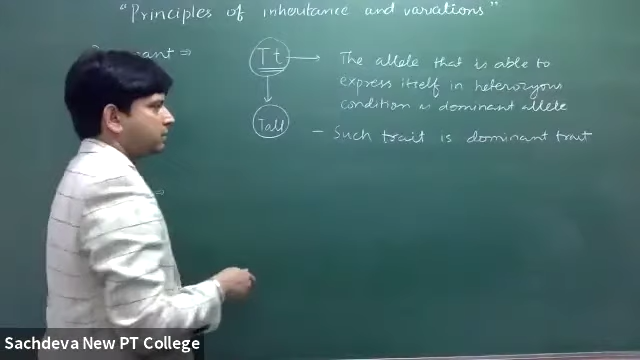 "Principles of inheritance and variations"
⇒ Tt → The allele that is able to
express itself in heterozyous
condition is dominant allele
Tall
- Such trait is dominant trait
⇒
Sachdeva New PT College